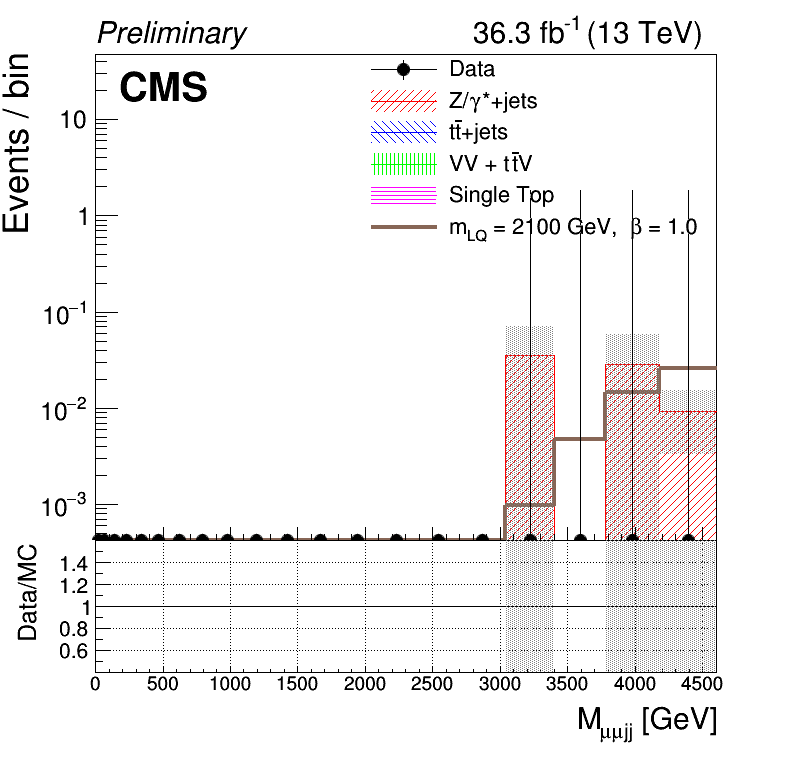 Preliminary 36.3 fb⁻¹ (13 TeV)
CMS
Data
Z/γ*+jets
tt̄+jets
VV + tt̄V
Single Top
m_LQ = 2100 GeV, β = 1.0
Events / bin
10
1
10⁻¹
10⁻²
10⁻³
Data/MC
1.4
1.2
1
0.8
0.6
0 500 1000 1500 2000 2500 3000 3500 4000 4500
M_μμjj [GeV]